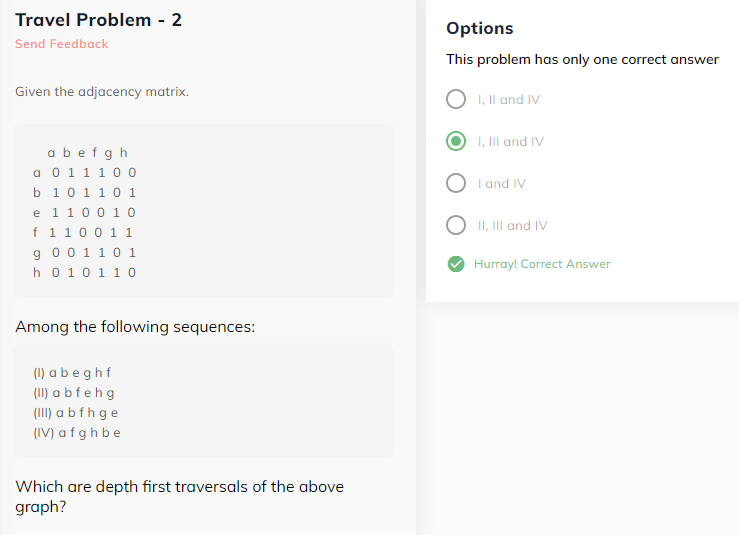 Travel Problem - 2
Send Feedback
Given the adjacency matrix.
a b e f g h
a 0 1 1 1 0 0
b 1 0 1 1 0 1
e 1 1 0 0 1 0
f 1 1 0 0 1 1
g 0 0 1 1 0 1
h 0 1 0 1 1 0
Among the following sequences:
(I) a b e g h f
(II) a b f e h g
(III) a b f h g e
(IV) a f g h b e
Which are depth first traversals of the above
graph?
Options
This problem has only one correct answer
I, II and IV
I, III and IV
I and IV
II, III and IV
Hurray! Correct Answer